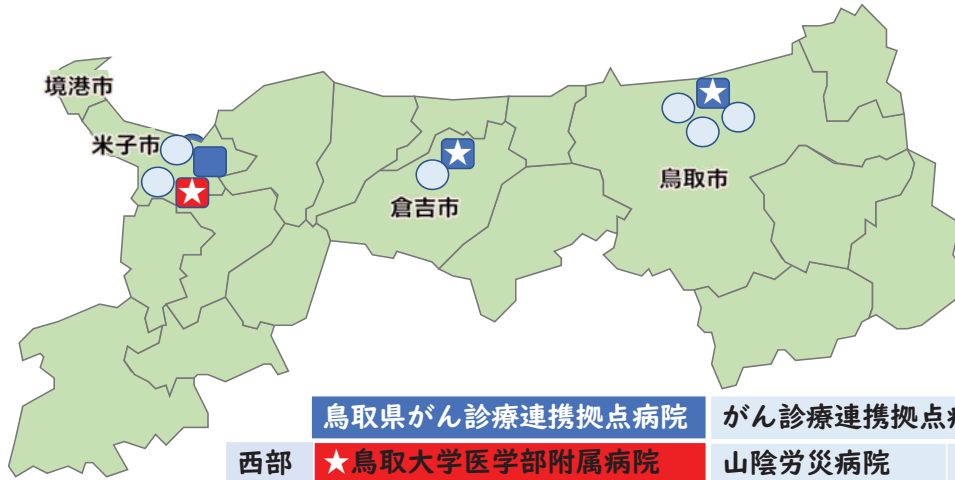 境港市
米子市
倉吉市
鳥取市
鳥取県がん診療連携拠点病院 がん診療連携拠点
西部 ★鳥取大学医学部附属病院 山陰労災病院